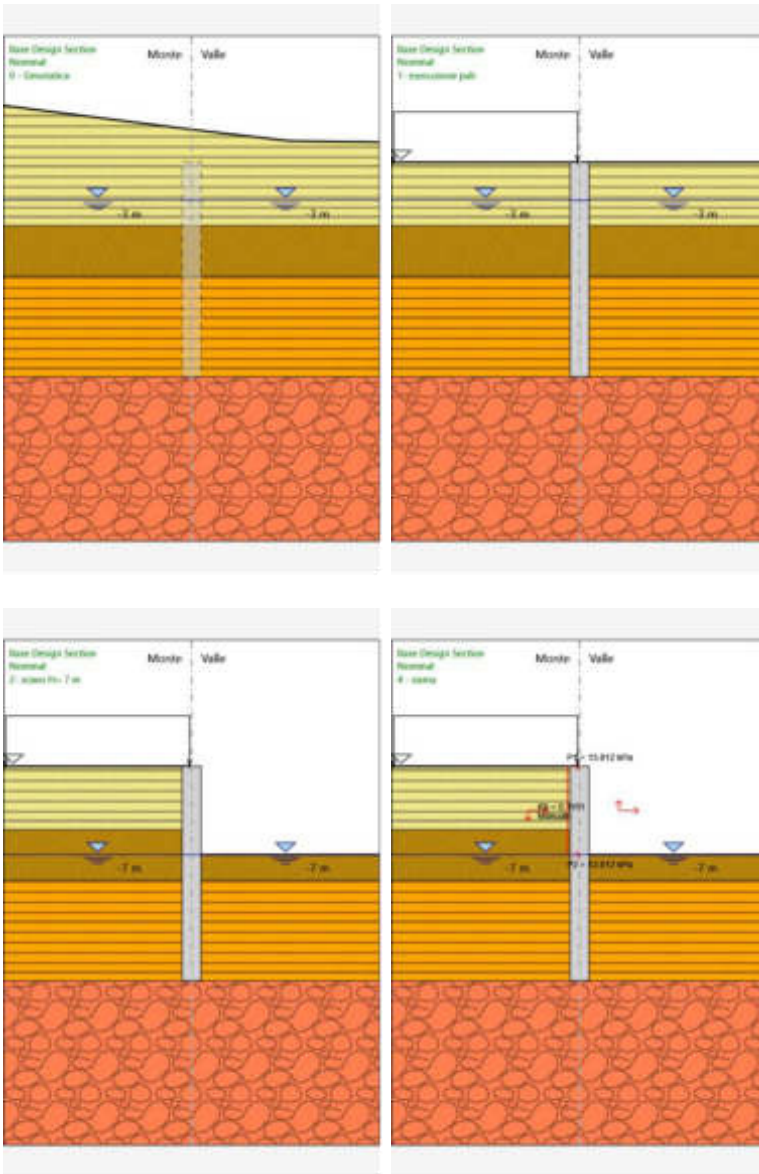 Base Design Section
Nominal
0 - Geostatica
Monte
Valle
-3 m
-3 m
Base Design Section
Nominal
1 - esecuzione pali
Monte
Valle
-3 m
-3 m
Base Design Section
Nominal
Monte
Valle
-7 m
-7 m
Base Design Section
Nominal
4 - sisma
Monte
Valle
-7 m
-7 m